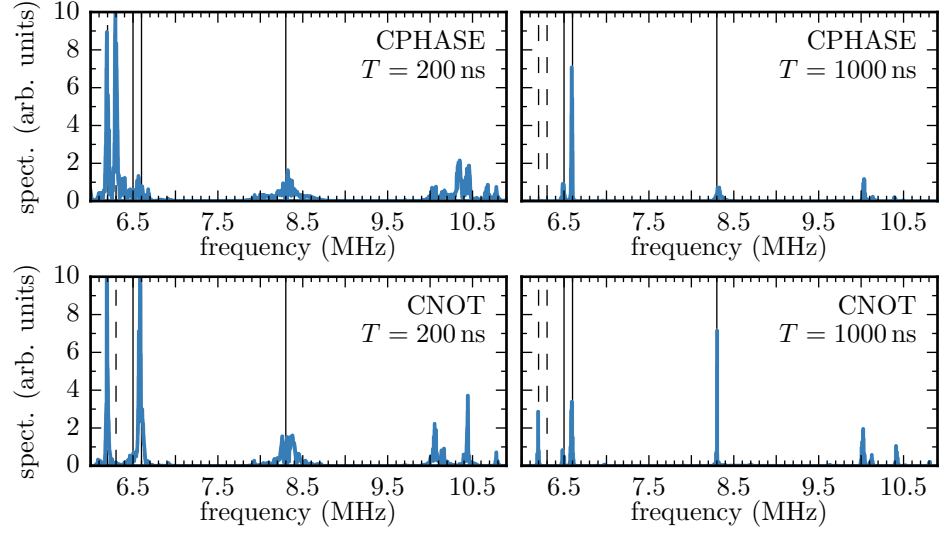 10
8
6
4
2
0
spect. (arb. units)
CPHASE
T = 200 ns
6.5 7.5 8.5 9.5 10.5
frequency (MHz)
CPHASE
T = 1000 ns
6.5 7.5 8.5 9.5 10.5
frequency (MHz)
10
8
6
4
2
0
spect. (arb. units)
CNOT
T = 200 ns
6.5 7.5 8.5 9.5 10.5
frequency (MHz)
CNOT
T = 1000 ns
6.5 7.5 8.5 9.5 10.5
frequency (MHz)